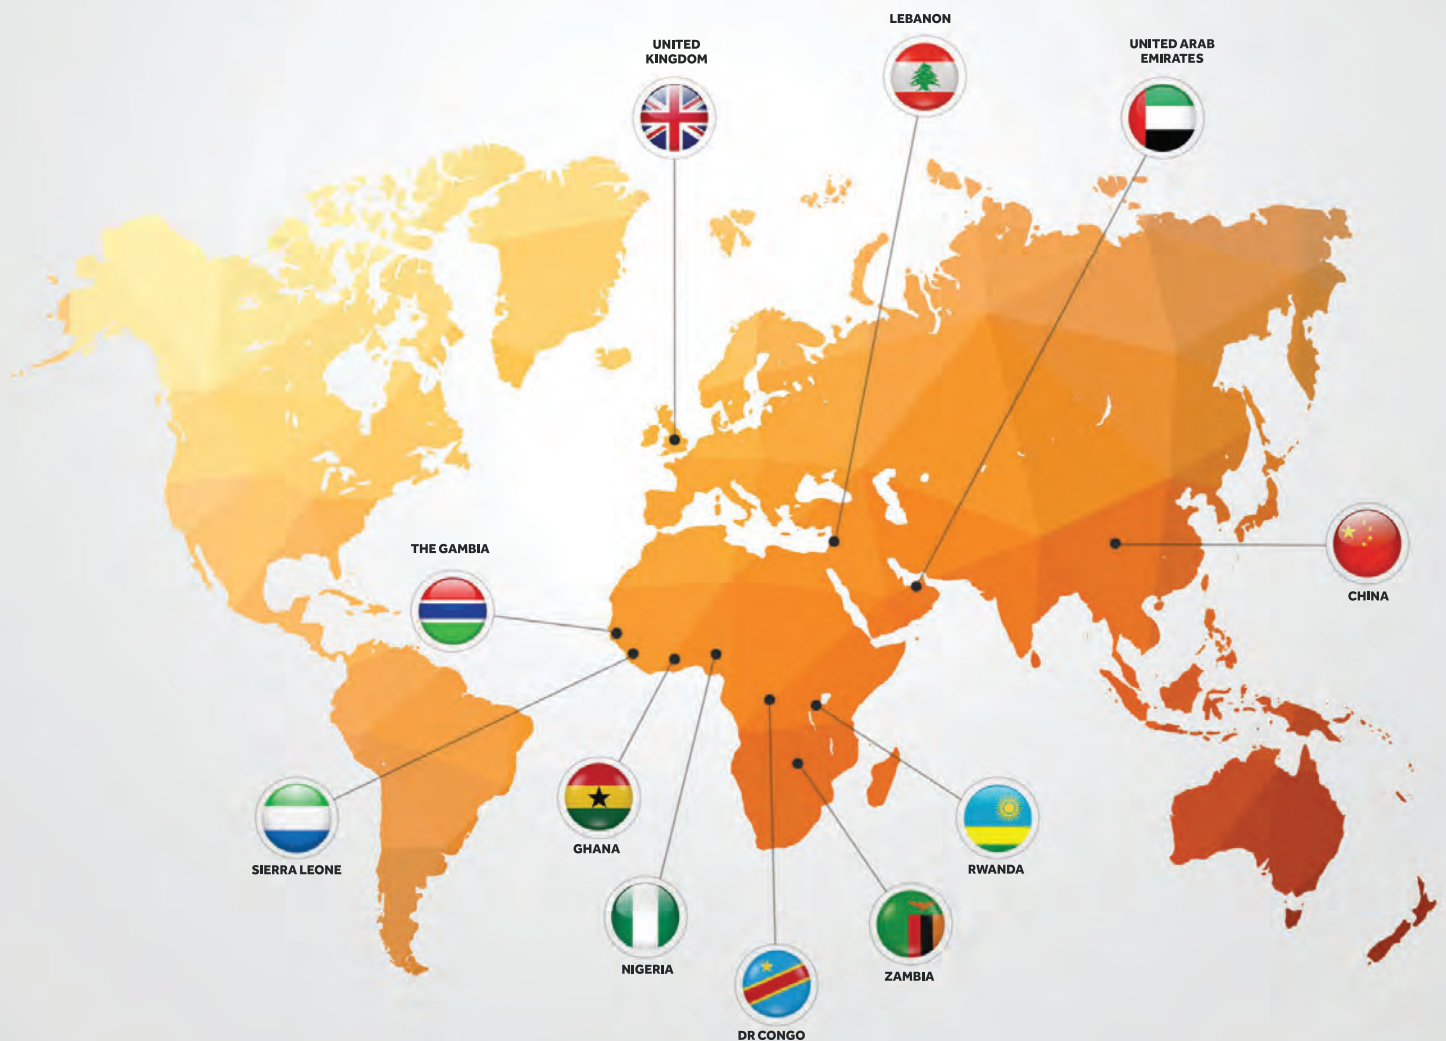 LEBANON
UNITED
KINGDOM
UNITED ARAB
EMIRATES
THE GAMBIA
CHINA
GHANA
SIERRA LEONE
RWANDA
NIGERIA
ZAMBIA
DR CONGO